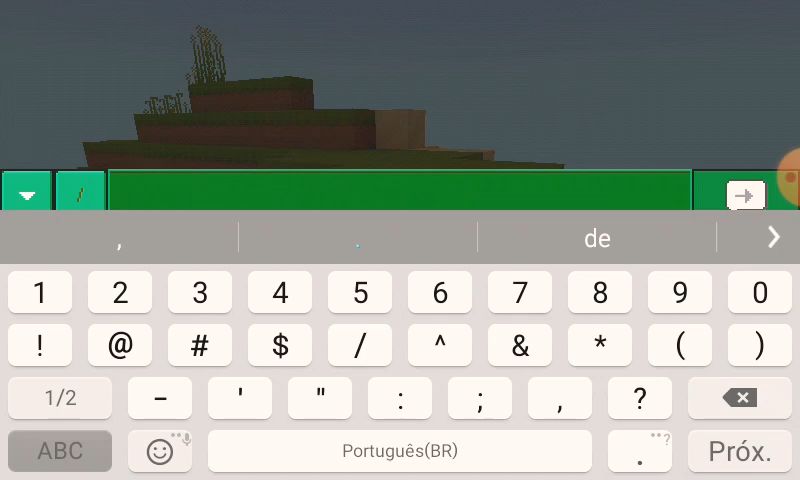 /
, . de
1 2 3 4 5 6 7 8 9 0
! @ # $ / ^ & * ( )
1/2 - ' " : ; , ?
ABC Português(BR) . ? Próx.